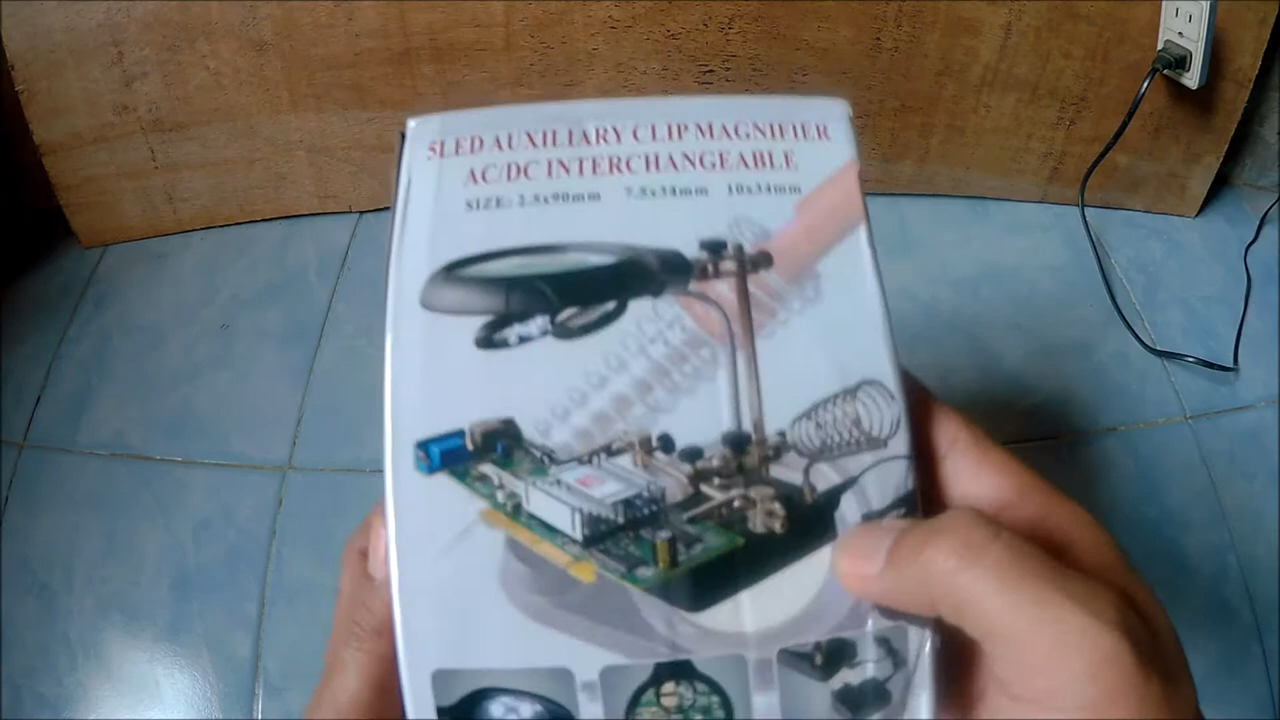 5LED AUXILIARY CLIP MAGNIFIER
AC/DC INTERCHANGEABLE
SIZE: 2.5x90mm 7.5x34mm 10x34mm